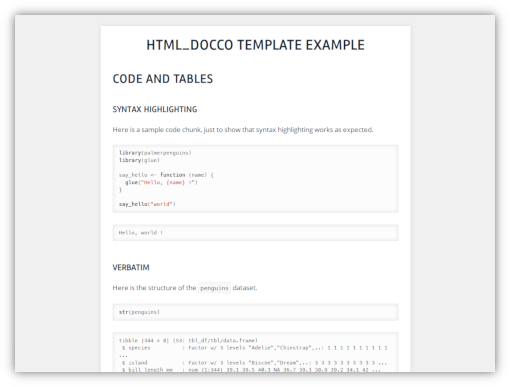 HTML_DOCCO TEMPLATE EXAMPLE
CODE AND TABLES
SYNTAX HIGHLIGHTING
Here is a sample code chunk, just to show that syntax highlighting works as expected.
library(palmerpenguins)
library(glue)
say_hello <- function (name) {
  glue("Hello, {name} !")
}
say_hello("world")
Hello, world !
VERBATIM
Here is the structure of the penguins dataset.
str(penguins)
tibble [344 × 8] (S3: tbl_df/tbl/data.frame)
$ species : Factor w/ 3 levels "Adelie","Chinstrap",..: 1 1 1 1 1 1 1 1 1 1
...
$ island : Factor w/ 3 levels "Biscoe","Dream",..: 3 3 3 3 3 3 3 3 3 3 ...
$ bill_length_mm : num [1:344] 39.1 39.5 40.3 NA 36.7 39.3 38.9 39.2 34.1 42 ...